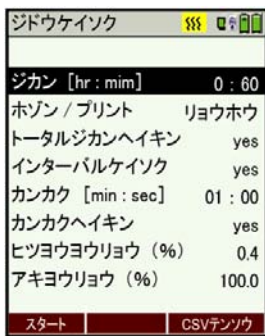 ジドウケイソク
ジカン [hr : mim] 0 : 60
ホゾン / プリント リョウホウ
トータルジカンヘイキン yes
インターバルケイソク yes
カンカク [min : sec] 01 : 00
カンカクヘイキン yes
ヒツヨウヨウリョウ (%) 0.4
アキヨウリョウ (%) 100.0
スタート CSVテンソウ